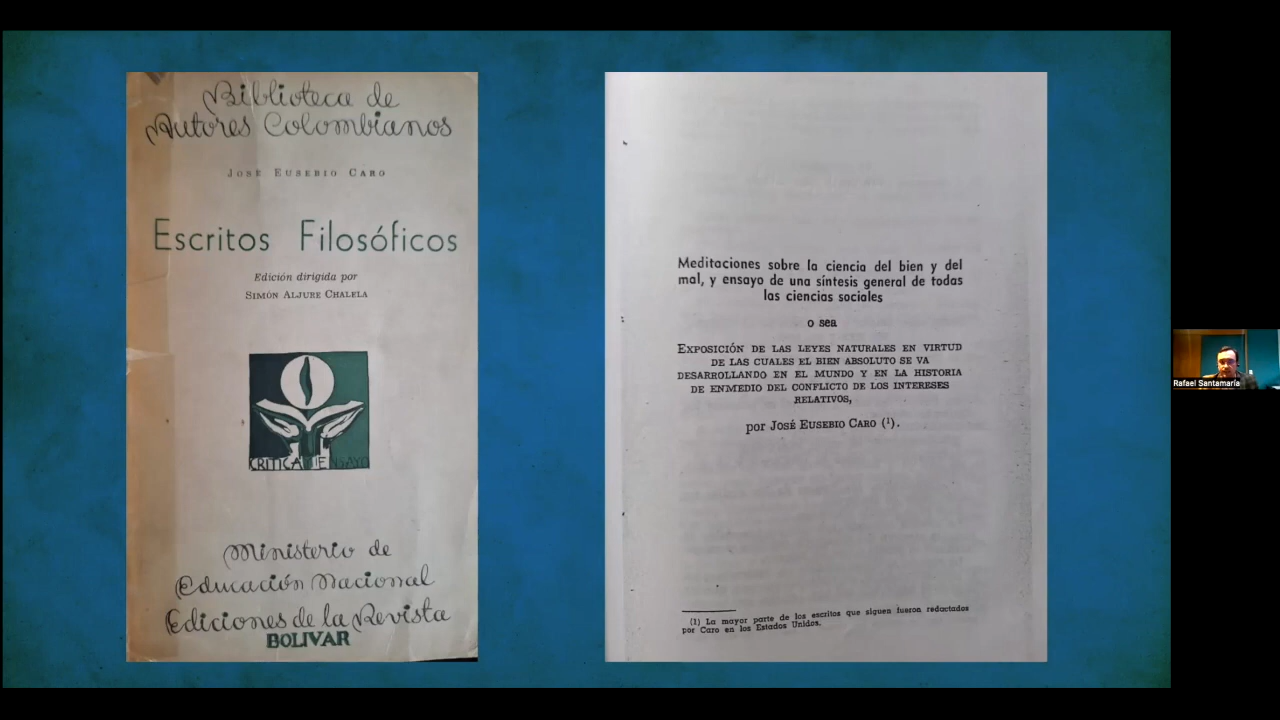 Biblioteca de
Autores Colombianos
JOSÉ EUSEBIO CARO
Escritos Filosóficos
Edición dirigida por
SIMÓN ALJURE CHALELA
CRITICA Y ENSAYO
Ministerio de
Educación Nacional
Ediciones de la Revista
BOLIVAR
Meditaciones sobre la ciencia del bien y del
mal, y ensayo de una síntesis general de todas
las ciencias sociales
o sea
EXPOSICIÓN DE LAS LEYES NATURALES EN VIRTUD
DE LAS CUALES EL BIEN ABSOLUTO SE VA
DESARROLLANDO EN EL MUNDO Y EN LA HISTORIA
DE ENMEDIO DEL CONFLICTO DE LOS INTERESES
RELATIVOS,
por JOSÉ EUSEBIO CARO (1).
(1) La mayor parte de los escritos que siguen fueron redactados
por Caro en los Estados Unidos.
Rafael Santamaría